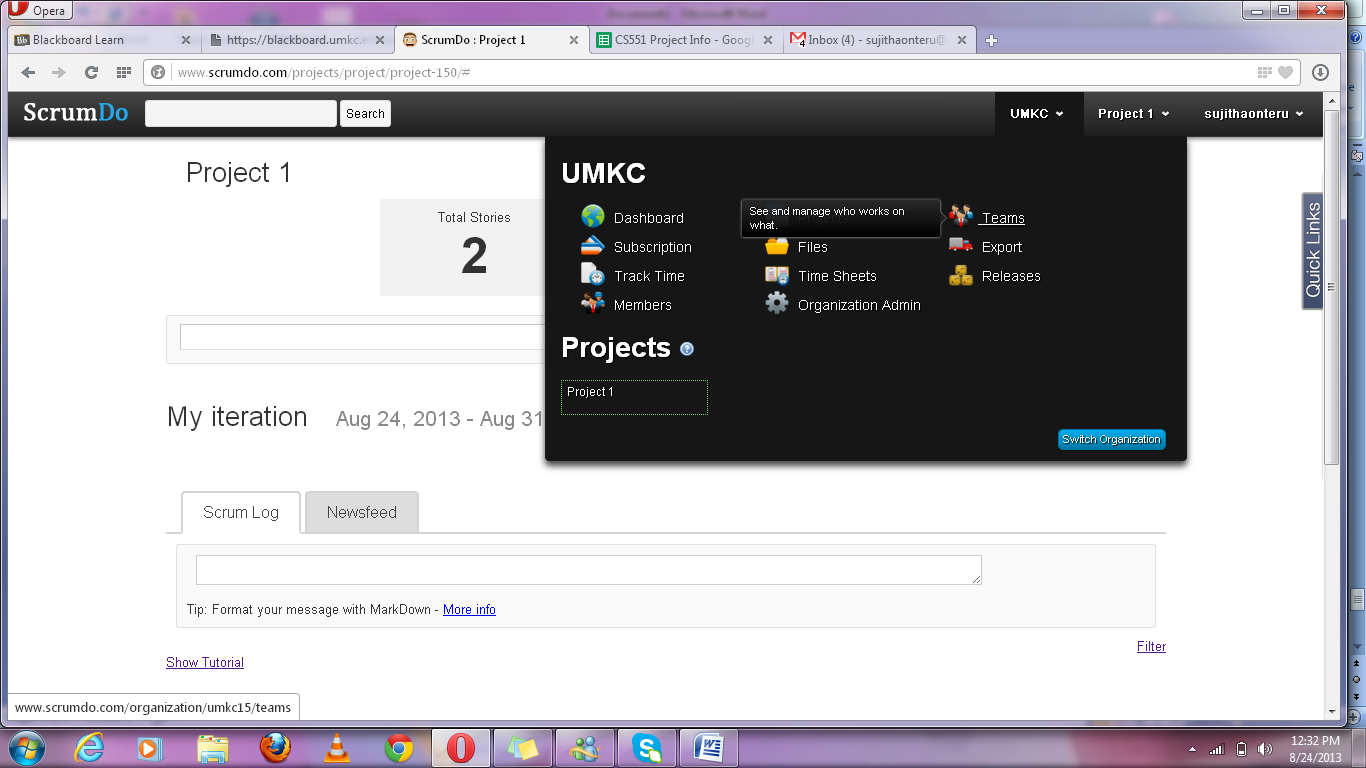 Opera
Blackboard Learn
https://blackboard.umkc.e
ScrumDo : Project 1
CS551 Project Info - Goog
Inbox (4) - sujithaonteru@
www.scrumdo.com/projects/project/project-150/#
ScrumDo
Search
UMKC
Project 1
sujithaonteru
Project 1
Total Stories
2
UMKC
Dashboard
See and manage who works on
what.
Teams
Subscription
Files
Export
Track Time
Time Sheets
Releases
Members
Organization Admin
Projects
Project 1
Switch Organization
Quick Links
My iteration
Aug 24, 2013 - Aug 31
Scrum Log
Newsfeed
Tip: Format your message with MarkDown - More info
Filter
Show Tutorial
www.scrumdo.com/organization/umkc15/teams
12:32 PM
8/24/2013